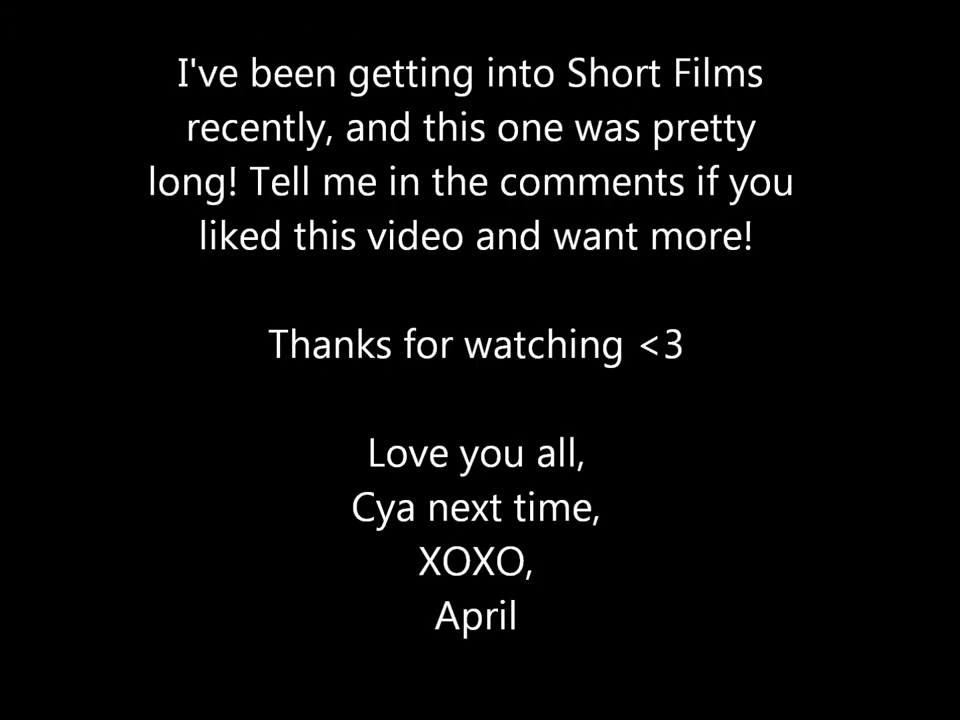 I've been getting into Short Films
recently, and this one was pretty
long! Tell me in the comments if you
liked this video and want more!
Thanks for watching <3
Love you all,
Cya next time,
XOXO,
April